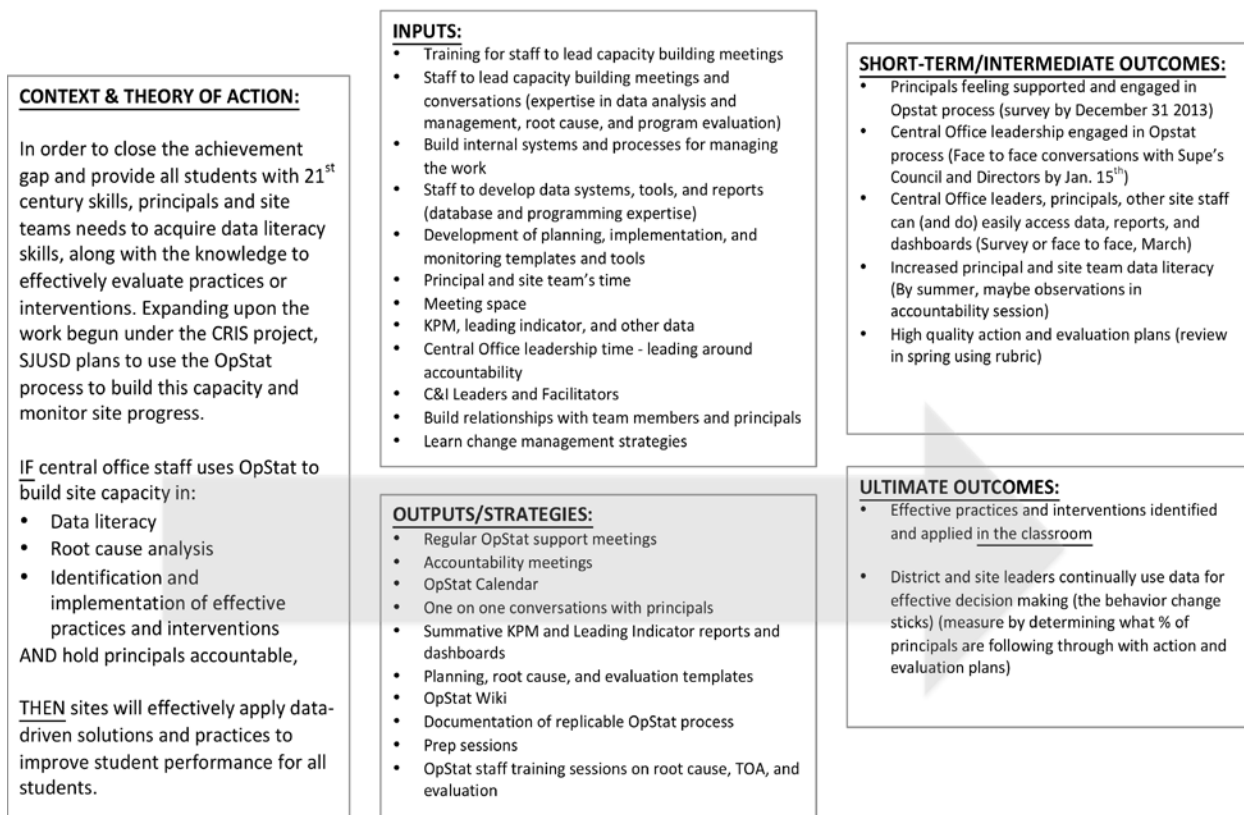 CONTEXT & THEORY OF ACTION:
In order to close the achievement
gap and provide all students with 21st
century skills, principals and site
teams needs to acquire data literacy
skills, along with the knowledge to
effectively evaluate practices or
interventions. Expanding upon the
work begun under the CRIS project,
SJUSD plans to use the OpStat
process to build this capacity and
monitor site progress.
IF central office staff uses OpStat to
build site capacity in:
• Data literacy
• Root cause analysis
• Identification and
implementation of effective
practices and interventions
AND hold principals accountable,
THEN sites will effectively apply data-
driven solutions and practices to
improve student performance for all
students.
INPUTS:
• Training for staff to lead capacity building meetings
• Staff to lead capacity building meetings and
conversations (expertise in data analysis and
management, root cause, and program evaluation)
• Build internal systems and processes for managing
the work
• Staff to develop data systems, tools, and reports
(database and programming expertise)
• Development of planning, implementation, and
monitoring templates and tools
• Principal and site team's time
• Meeting space
• KPM, leading indicator, and other data
• Central Office leadership time - leading around
accountability
• C&I Leaders and Facilitators
• Build relationships with team members and principals
• Learn change management strategies
OUTPUTS/STRATEGIES:
• Regular OpStat support meetings
• Accountability meetings
• OpStat Calendar
• One on one conversations with principals
• Summative KPM and Leading Indicator reports and
dashboards
• Planning, root cause, and evaluation templates
• OpStat Wiki
• Documentation of replicable OpStat process
• Prep sessions
• OpStat staff training sessions on root cause, TOA, and
evaluation
SHORT-TERM/INTERMEDIATE OUTCOMES:
• Principals feeling supported and engaged in
Opstat process (survey by December 31 2013)
• Central Office leadership engaged in Opstat
process (Face to face conversations with Supe's
Council and Directors by Jan. 15th)
• Central Office leaders, principals, other site staff
can (and do) easily access data, reports, and
dashboards (Survey or face to face, March)
• Increased principal and site team data literacy
(By summer, maybe observations in
accountability session)
• High quality action and evaluation plans (review
in spring using rubric)
ULTIMATE OUTCOMES:
• Effective practices and interventions identified
and applied in the classroom
• District and site leaders continually use data for
effective decision making (the behavior change
sticks) (measure by determining what % of
principals are following through with action and
evaluation plans)